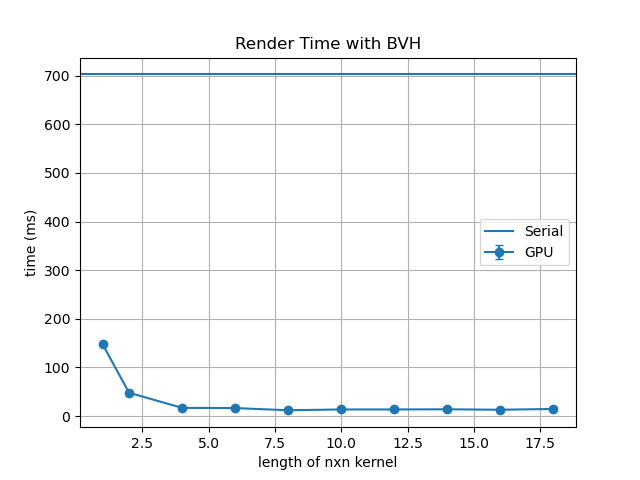 Render Time with BVH
time (ms)
700
600
500
400
300
200
100
0
Serial
GPU
2.5 5.0 7.5 10.0 12.5 15.0 17.5
length of nxn kernel